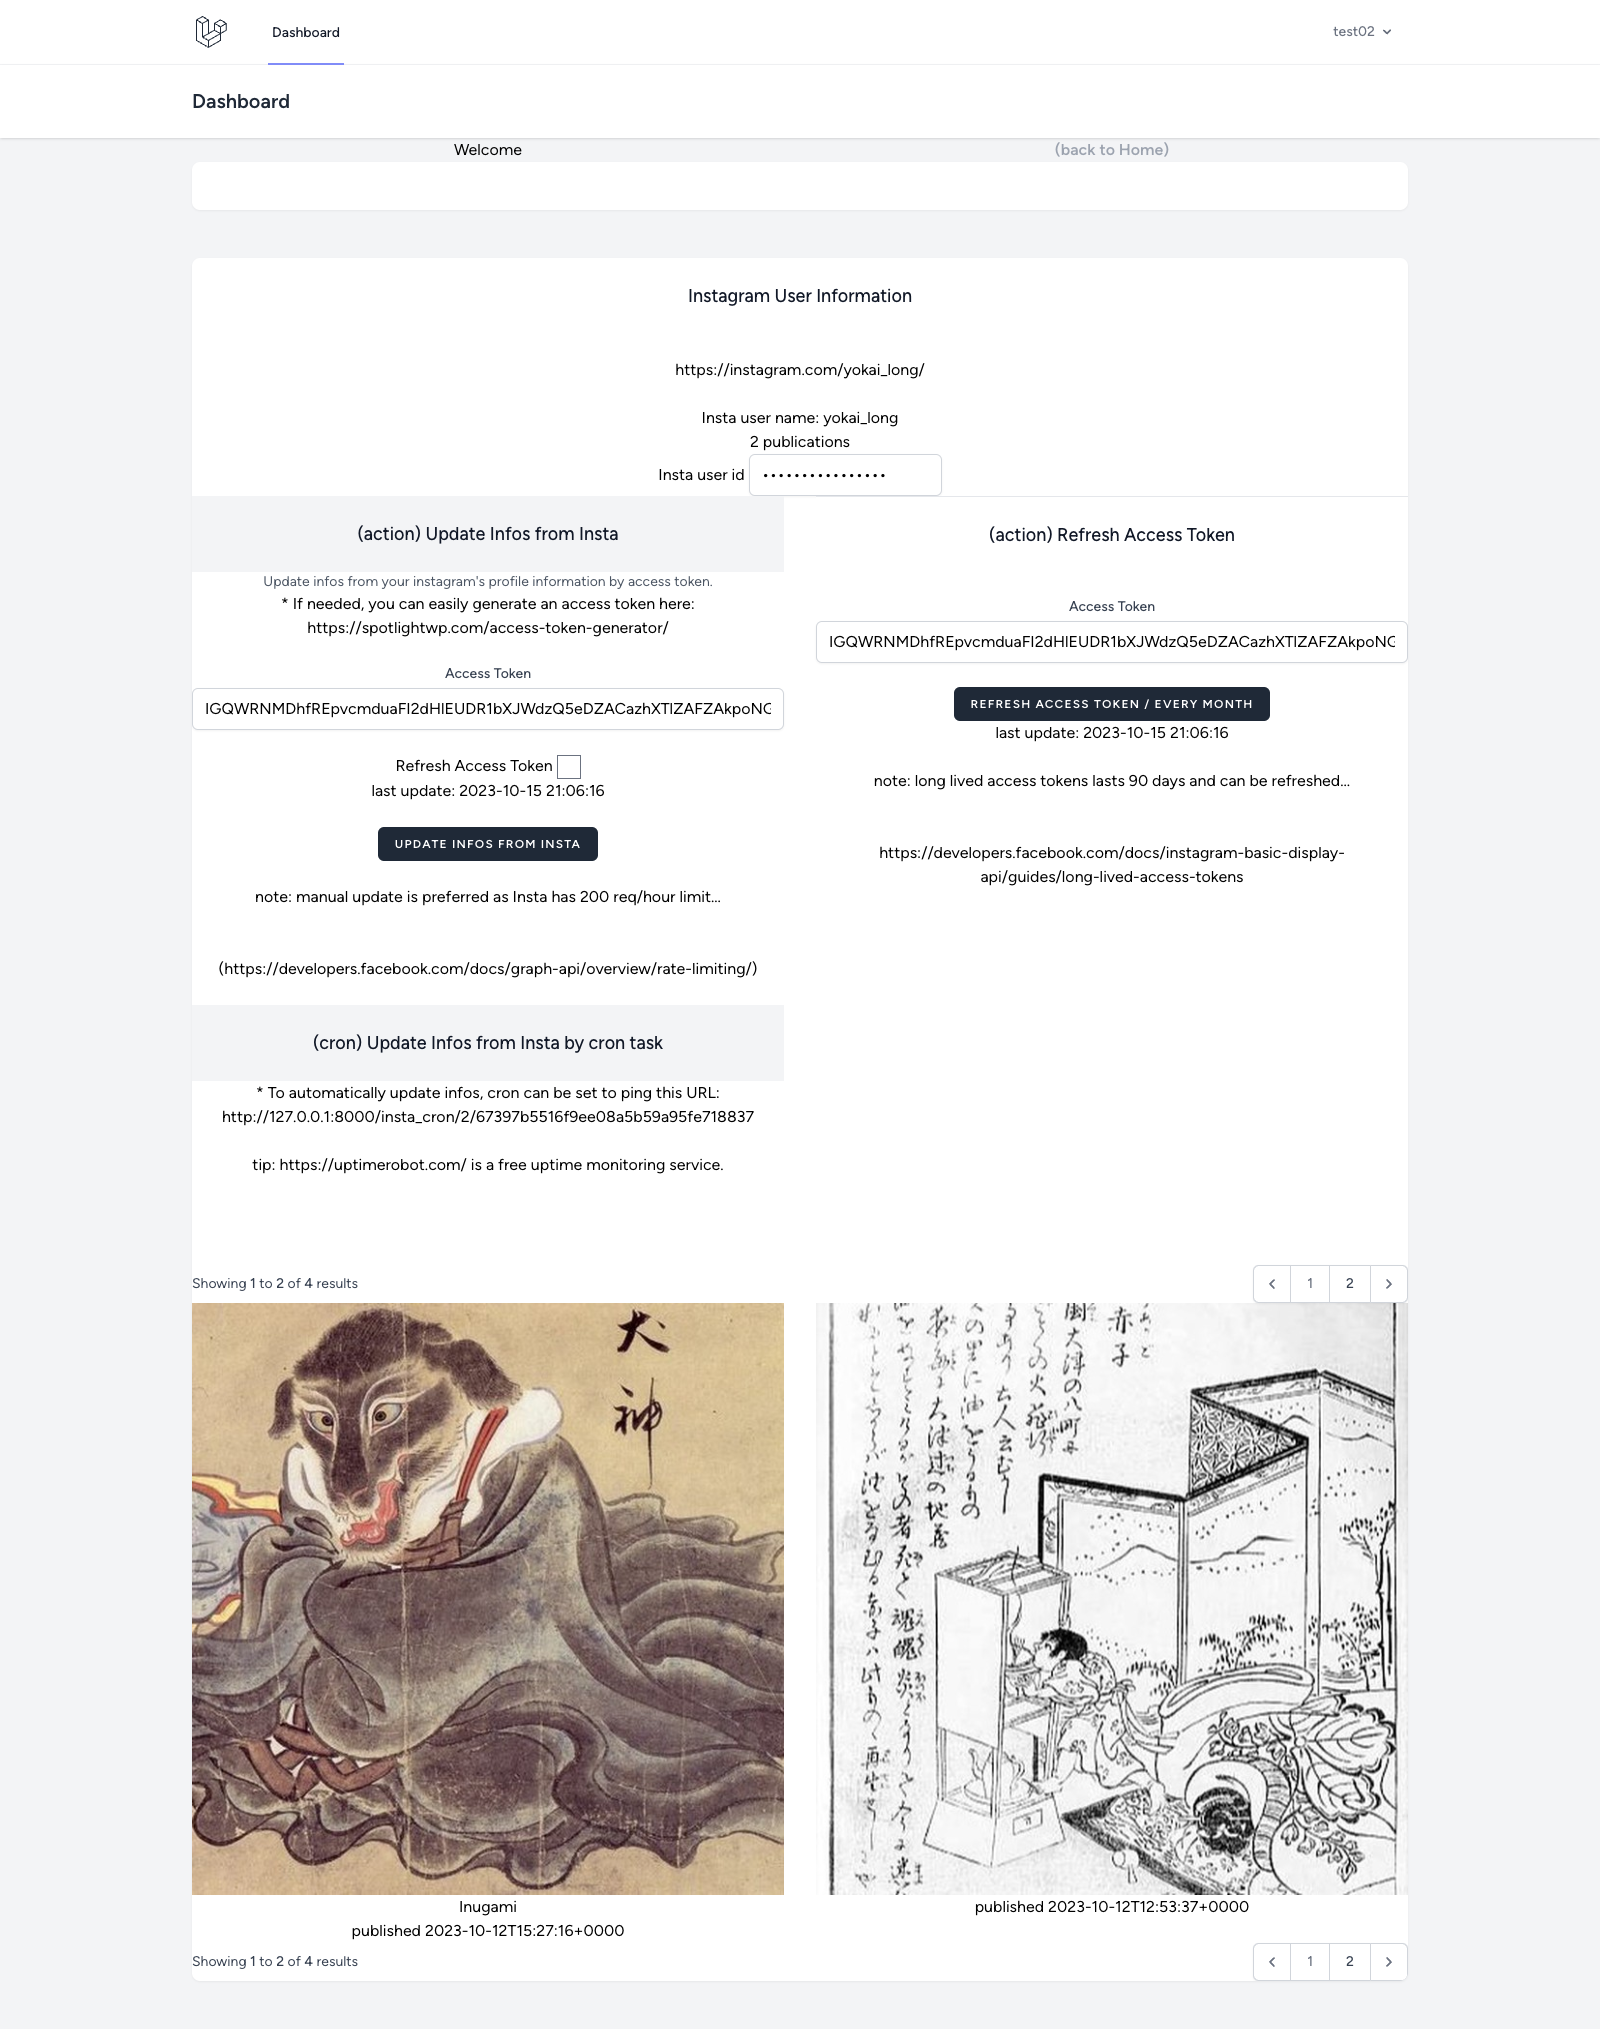 Dashboard
test02
Dashboard
Welcome
(back to Home)
Instagram User Information
https://instagram.com/yokai_long/
Insta user name: yokai_long
2 publications
Insta user id ••••••••••••••••
(action) Update Infos from Insta
Update infos from your instagram's profile information by access token.
* If needed, you can easily generate an access token here:
https://spotlightwp.com/access-token-generator/
Access Token
IGQWRNMDhfREpvcmduaFI2dHlEUDR1bXJWdzQ5eDZACazhXTlZAFZAkpoNG
Refresh Access Token
last update: 2023-10-15 21:06:16
UPDATE INFOS FROM INSTA
note: manual update is preferred as Insta has 200 req/hour limit...
(https://developers.facebook.com/docs/graph-api/overview/rate-limiting/)
(cron) Update Infos from Insta by cron task
* To automatically update infos, cron can be set to ping this URL:
http://127.0.0.1:8000/insta_cron/2/67397b5516f9ee08a5b59a95fe718837
tip: https://uptimerobot.com/ is a free uptime monitoring service.
(action) Refresh Access Token
Access Token
IGQWRNMDhfREpvcmduaFI2dHlEUDR1bXJWdzQ5eDZACazhXTlZAFZAkpoNG
REFRESH ACCESS TOKEN / EVERY MONTH
last update: 2023-10-15 21:06:16
note: long lived access tokens lasts 90 days and can be refreshed...
https://developers.facebook.com/docs/instagram-basic-display-
api/guides/long-lived-access-tokens
Showing 1 to 2 of 4 results
1 2
犬神
赤子
Inugami
published 2023-10-12T15:27:16+0000
published 2023-10-12T12:53:37+0000
Showing 1 to 2 of 4 results
1 2